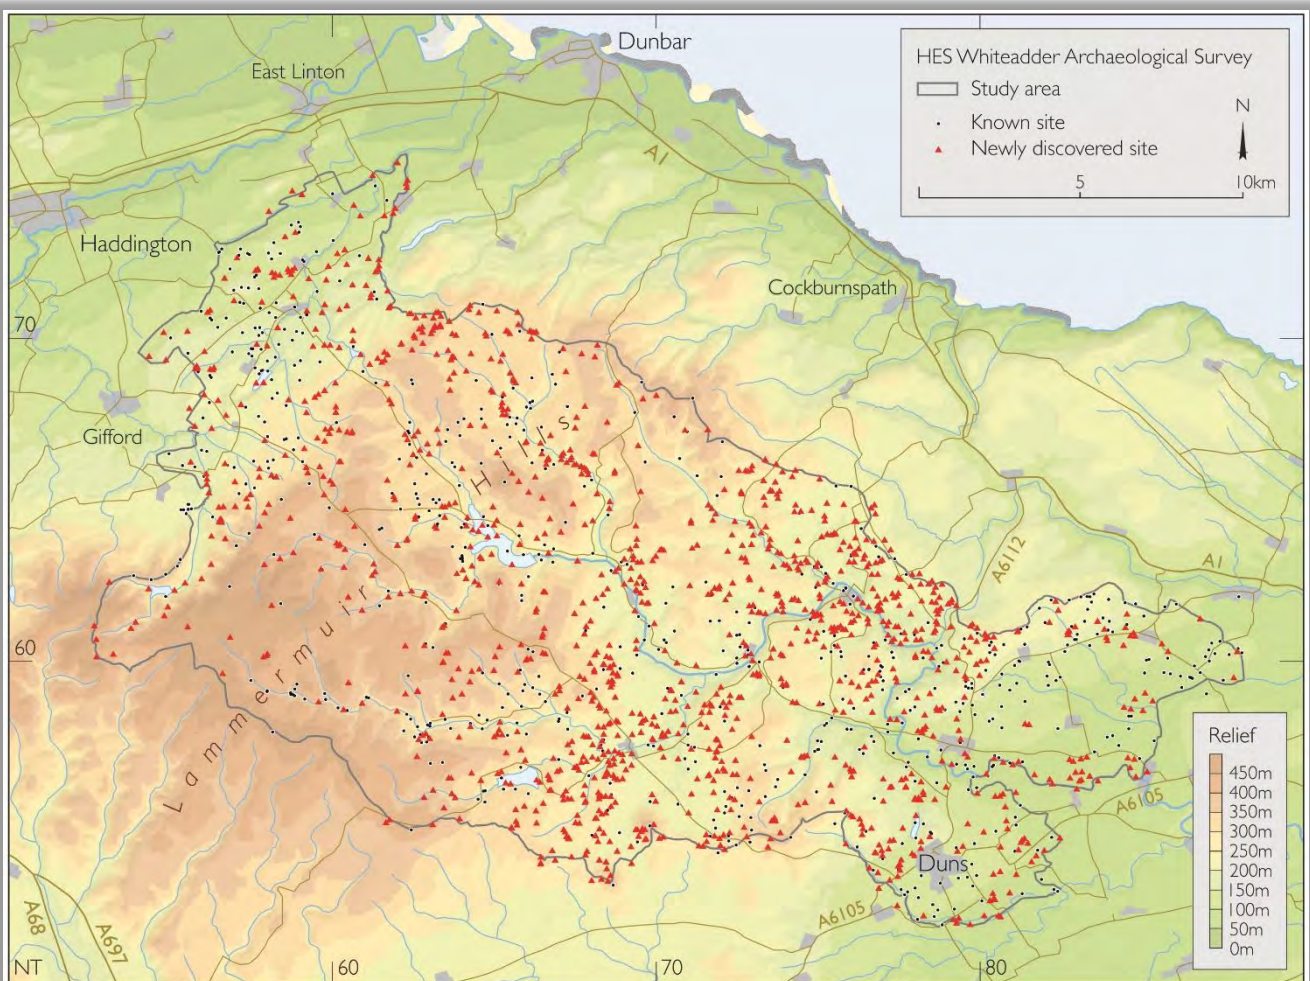 Dunbar
East Linton
HES Whiteadder Archaeological Survey
Study area
Known site
Newly discovered site
N
5
10km
A1
Haddington
Cockburnspath
70
Gifford
Hills
A6112
A1
60
Lammermuir
Relief
450m
400m
350m
300m
250m
200m
150m
100m
50m
0m
A6105
Duns
A6105
A68
A697
NT
60
70
80